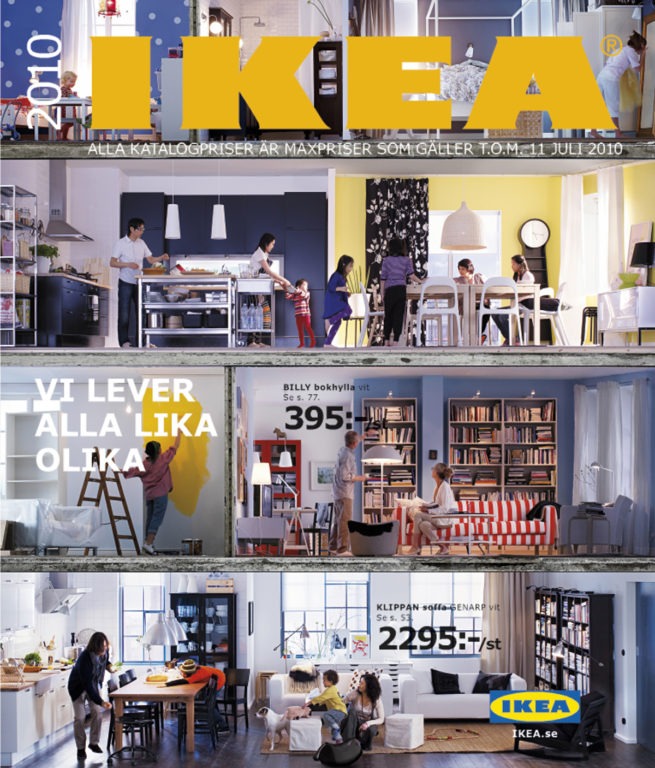 2010
IKEA®
ALLA KATALOGPRISER ÄR MAXPRISER SOM GÄLLER T.O.M. 11 JULI 2010
VI LEVER
ALLA LIKA
OLIKA
BILLY bokhylla vit
Se s. 77.
395:-/st
KLIPPAN soffa GENARP vit
Se s. 53.
2295:-/st
IKEA
IKEA.se